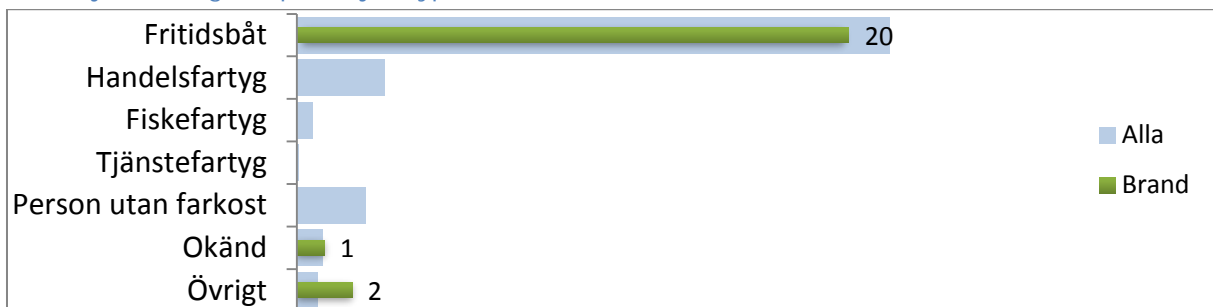 Fritidsbåt
20
Handelsfartyg
Fiskefartyg
Alla
Tjänstefartyg
Brand
Person utan farkost
Okänd
1
Övrigt
2